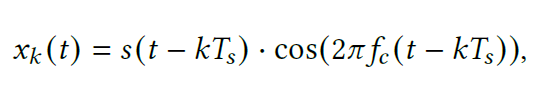 x_k(t) = s(t − kT_s) · cos(2πf_c(t − kT_s)),